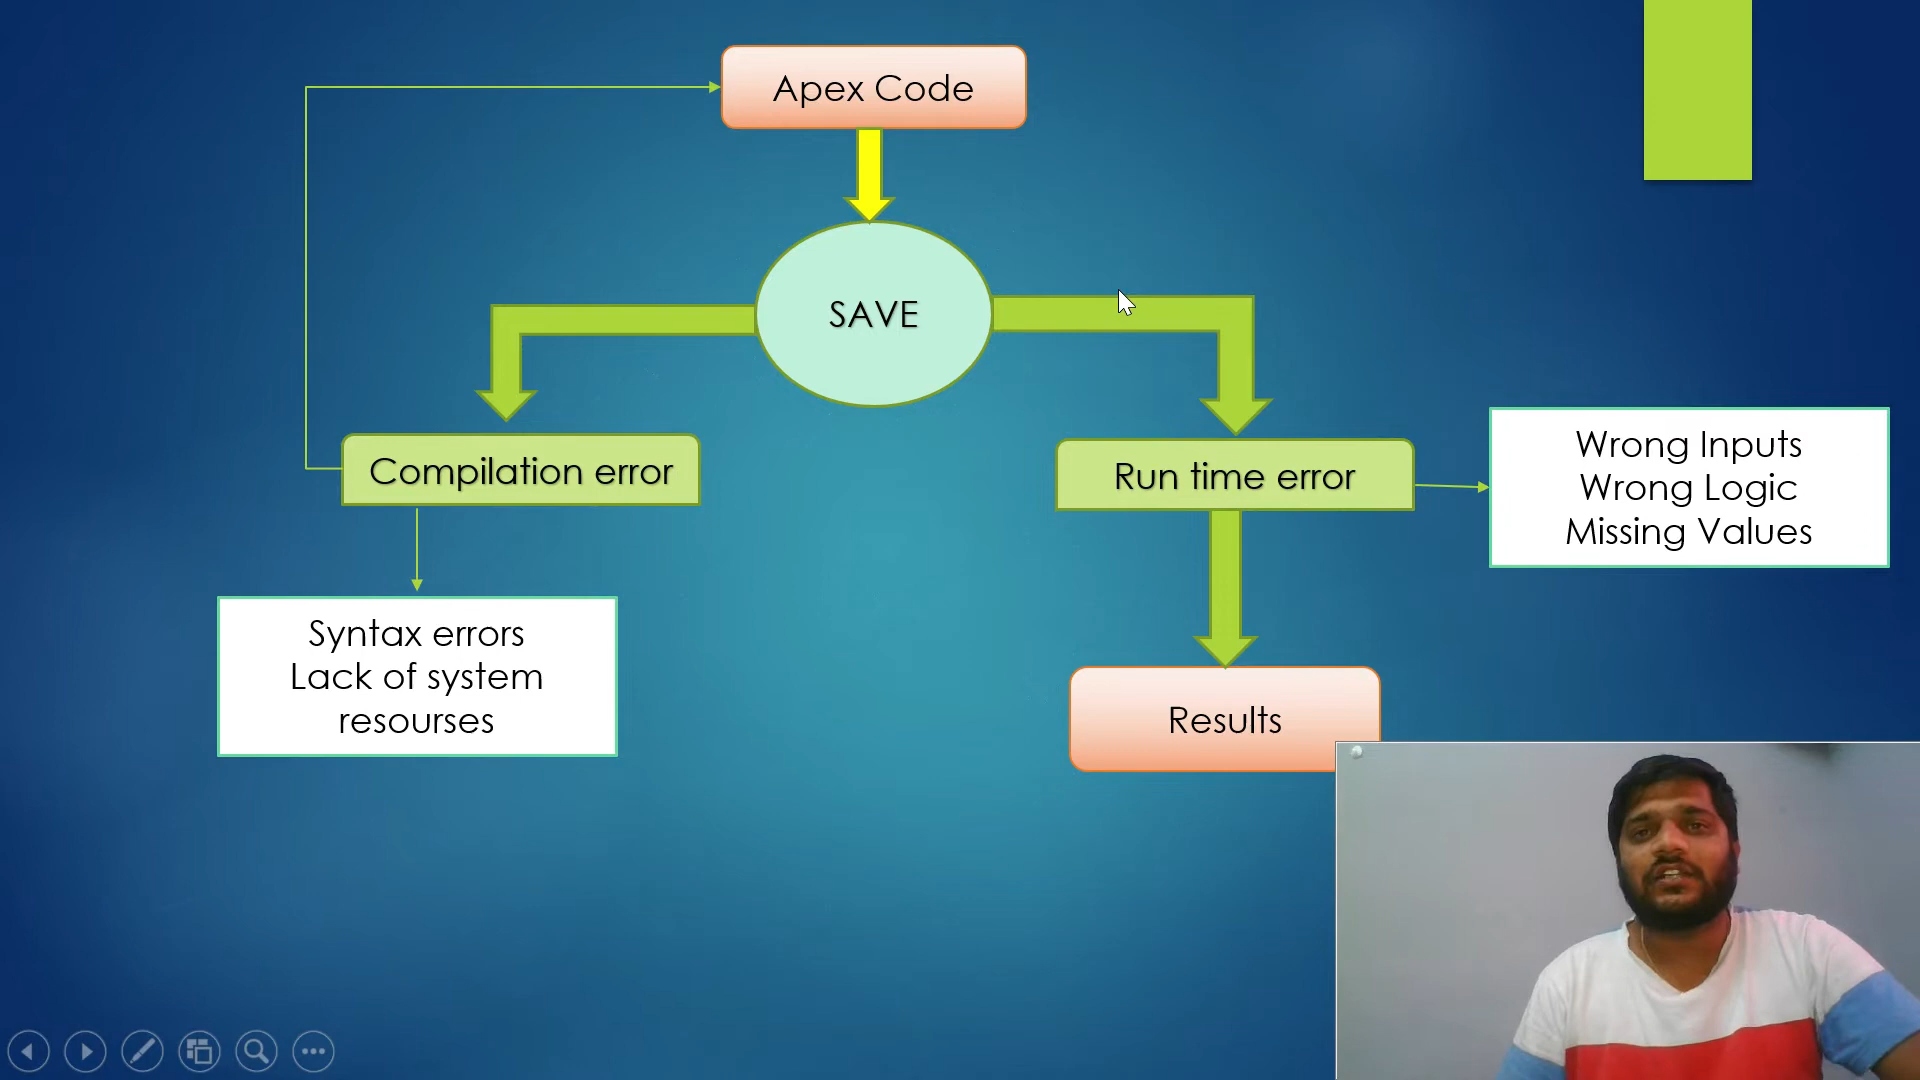 Apex Code
SAVE
Compilation error
Run time error
Wrong Inputs
Wrong Logic
Missing Values
Syntax errors
Lack of system
resourses
Results